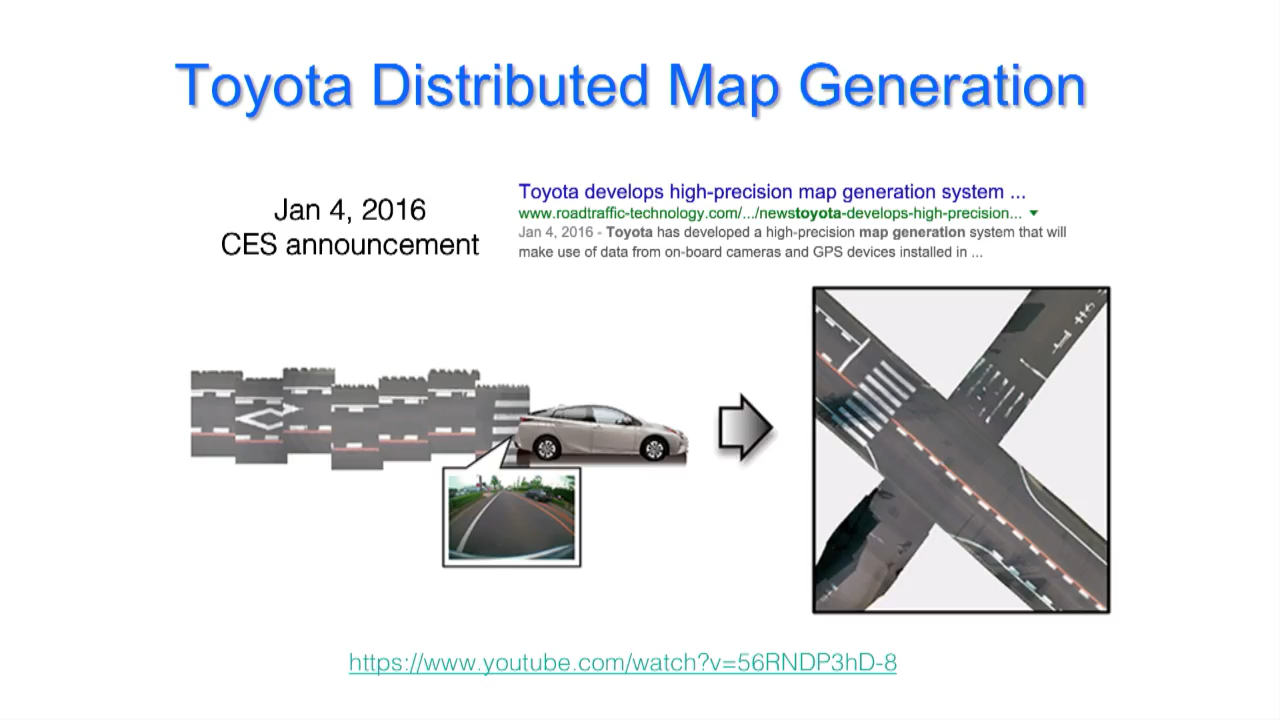 Toyota Distributed Map Generation
Jan 4, 2016
CES announcement
Toyota develops high-precision map generation system ...
www.roadtraffic-technology.com/.../newstoyota-develops-high-precision...
Jan 4, 2016 - Toyota has developed a high-precision map generation system that will
make use of data from on-board cameras and GPS devices installed in ...
https://www.youtube.com/watch?v=56RNDP3hD-8